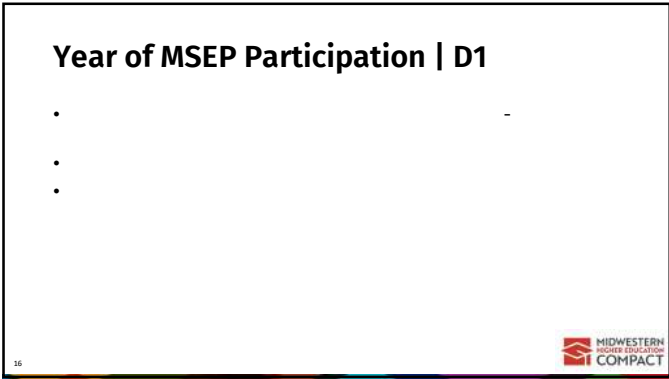 Year of MSEP Participation | D1
• -
•
•
16
MIDWESTERN
HIGHER EDUCATION
COMPACT